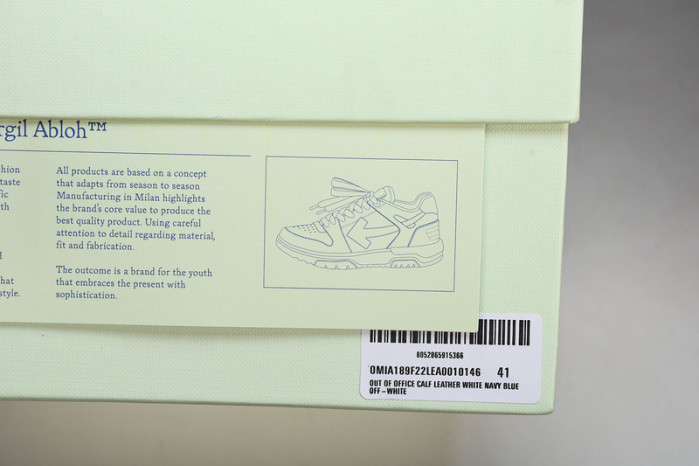 rgil Abloh™
hion
taste
fic
th
d
hat
style.
All products are based on a concept
that adapts from season to season
Manufacturing in Milan highlights
the brand's core value to produce the
best quality product. Using careful
attention to detail regarding material,
fit and fabrication.
The outcome is a brand for the youth
that embraces the present with
sophistication.
8052865915366
OMIA189F22LEA0010146 41
OUT OF OFFICE CALF LEATHER WHITE NAVY BLUE
OFF-WHITE